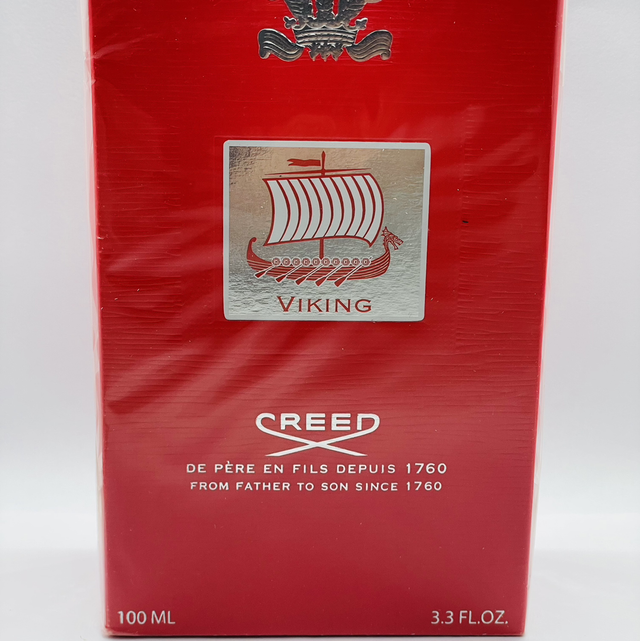 VIKING
CREED
DE PÈRE EN FILS DEPUIS 1760
FROM FATHER TO SON SINCE 1760
100 ML 3.3 FL.OZ.